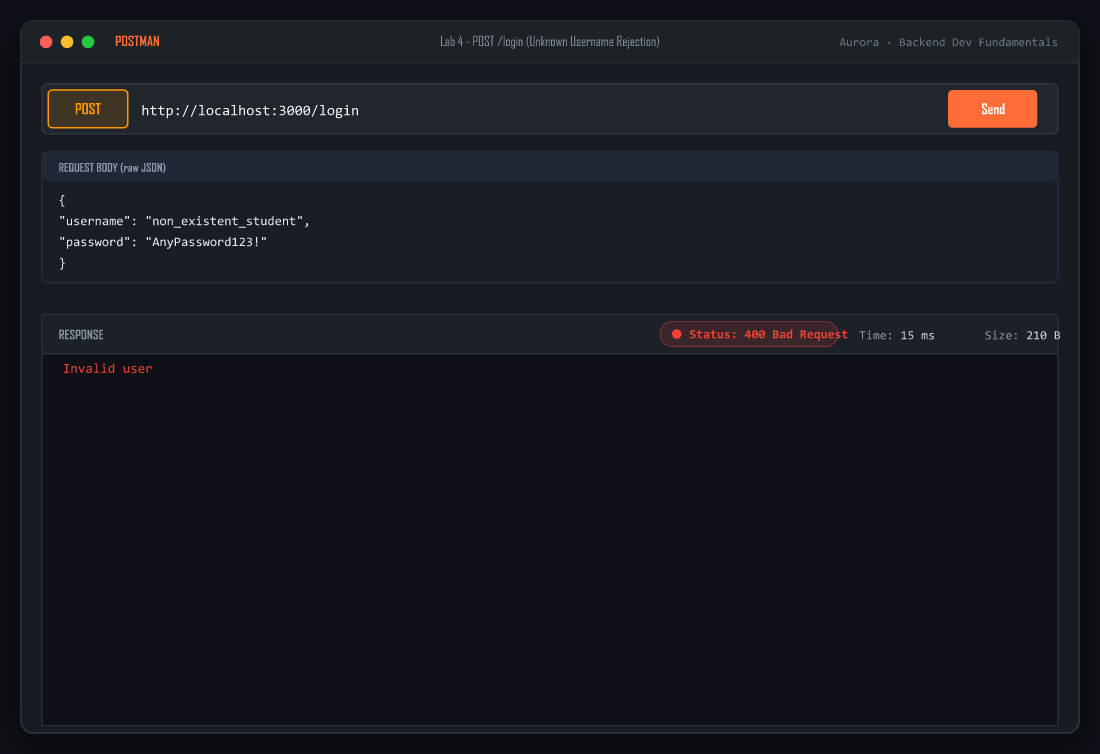 POSTMAN
Lab 4 - POST /login (Unknown Username Rejection)
Aurora · Backend Dev Fundamentals
POST
http://localhost:3000/login
Send
REQUEST BODY (raw JSON)
{
"username": "non_existent_student",
"password": "AnyPassword123!"
}
RESPONSE
Status: 400 Bad Request
Time: 15 ms
Size: 210 B
Invalid user